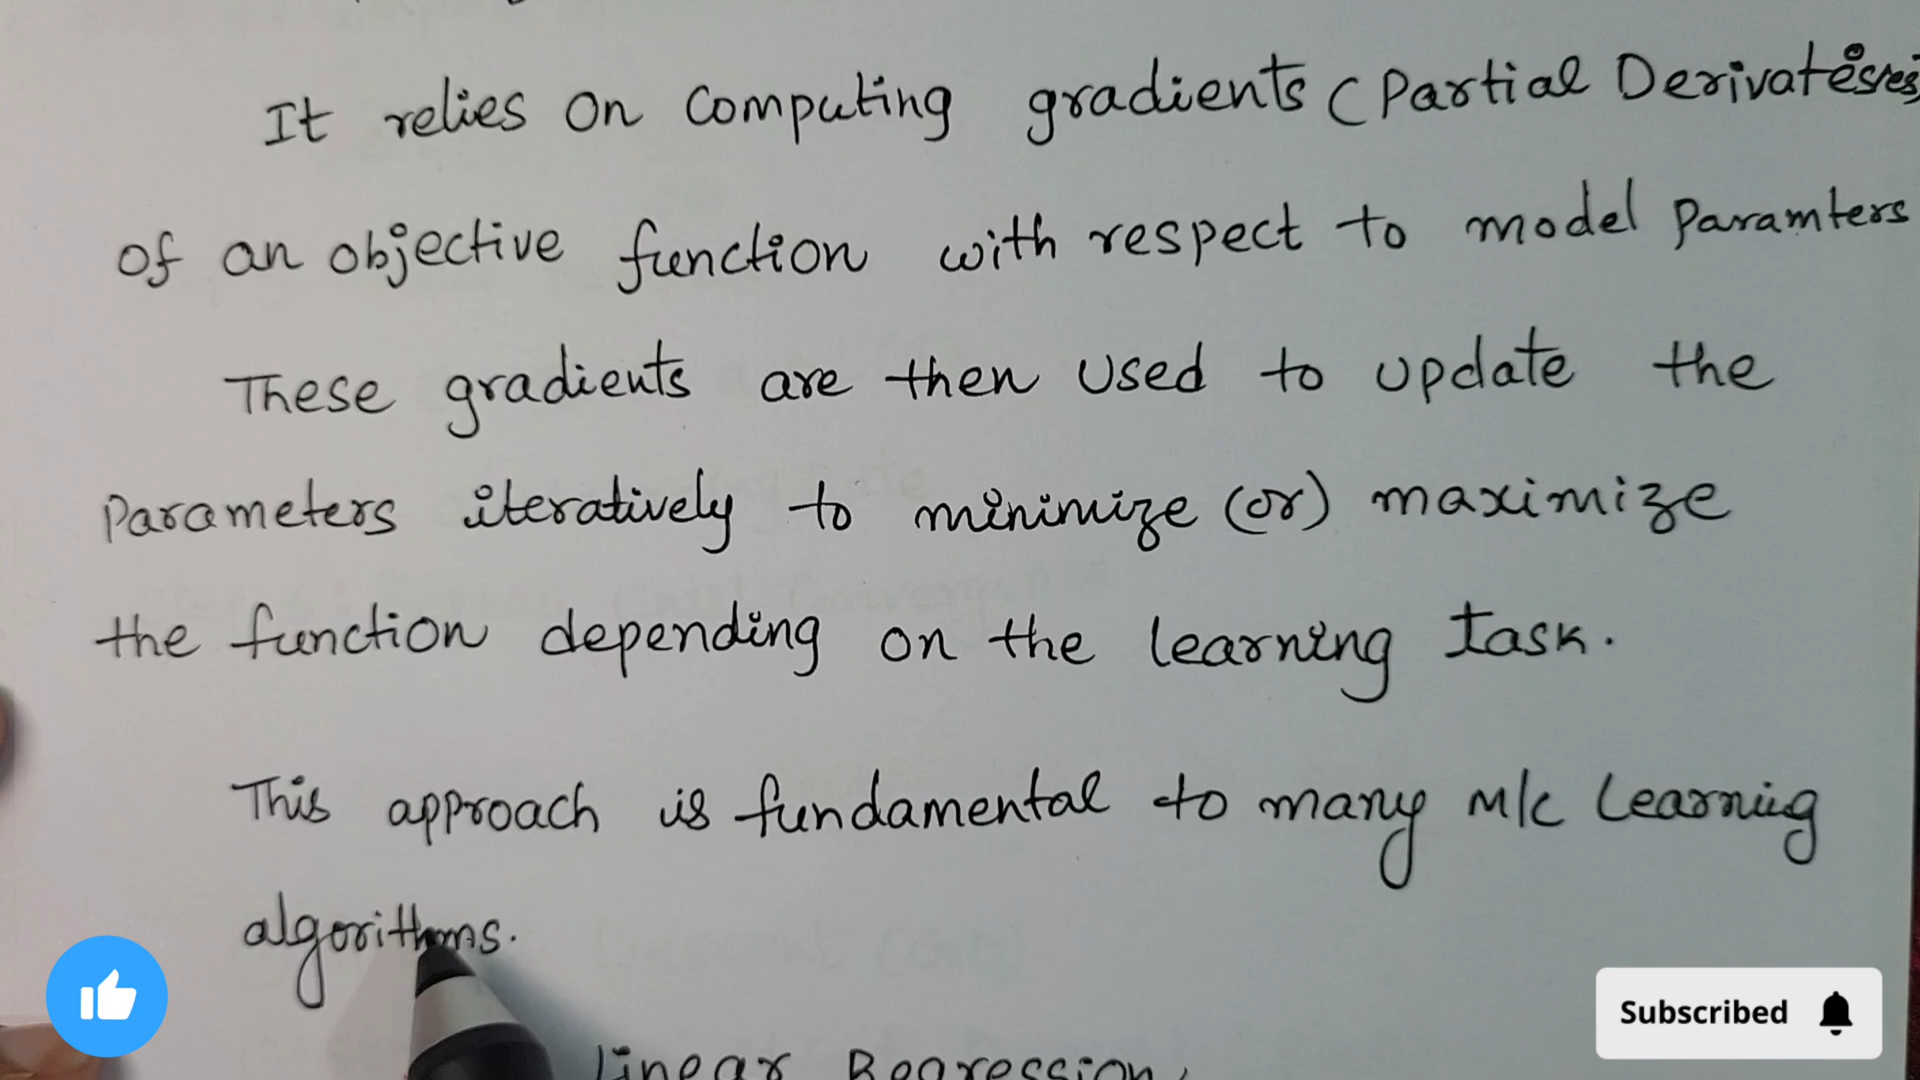 It relies on computing gradients (Partial Derivatives)
of an objective function with respect to model Paramters
These gradients are then used to update the
Parameters iteratively to minimize (or) maximize
the function depending on the learning task.
This approach is fundamental to many M/c Learning
algorithms.
Subscribed
linear Regression,